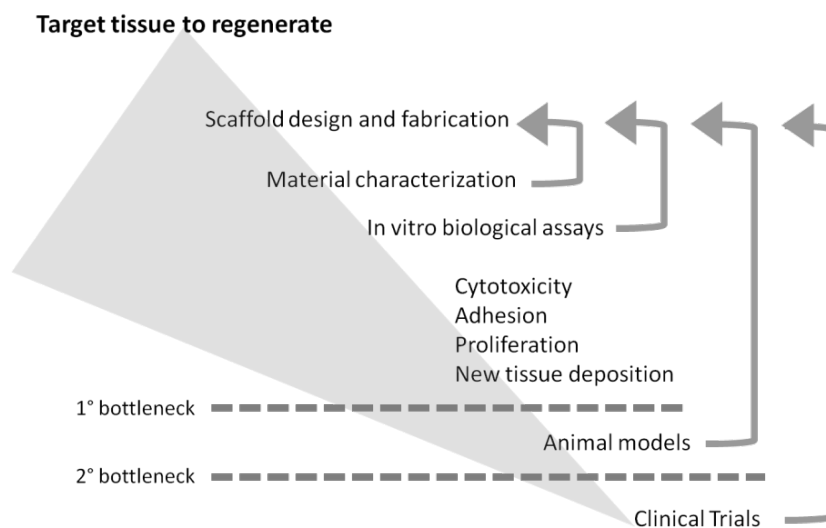 Target tissue to regenerate
Scaffold design and fabrication
Material characterization
In vitro biological assays
Cytotoxicity
Adhesion
Proliferation
New tissue deposition
1° bottleneck
Animal models
2° bottleneck
Clinical Trials